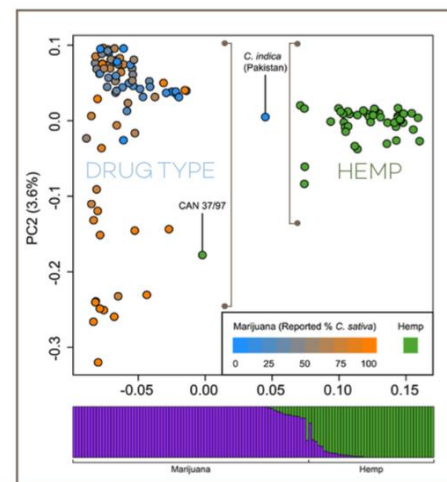 0.1
0.0
-0.1
-0.2
-0.3
PC2 (3.6%)
C. indica
(Pakistan)
DRUG TYPE
HEMP
CAN 37/97
Marijuana (Reported % C. sativa)
Hemp
0 25 50 75 100
-0.05 0.00 0.05 0.10 0.15
Marijuana Hemp